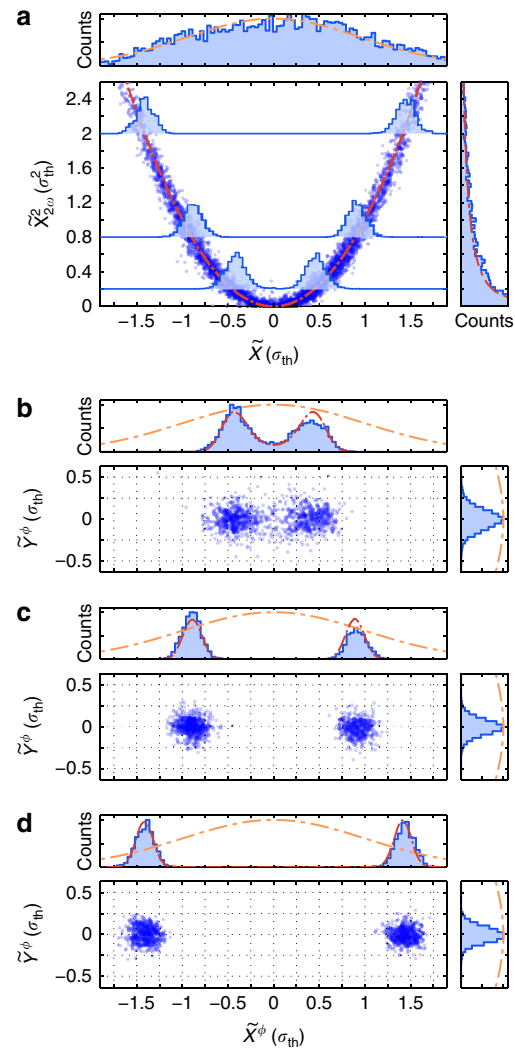 a
Counts
2.4
2
1.6
1.2
0.8
0.4
0
X̃²₂ω (σ²th)
−1.5 −1 −0.5 0 0.5 1 1.5
Counts
X̃ (σth)
b
Counts
0.5
0
−0.5
Ỹᵠ (σth)
c
Counts
0.5
0
−0.5
Ỹᵠ (σth)
d
Counts
0.5
0
−0.5
Ỹᵠ (σth)
−1.5 −1 −0.5 0 0.5 1 1.5
X̃ᵠ (σth)